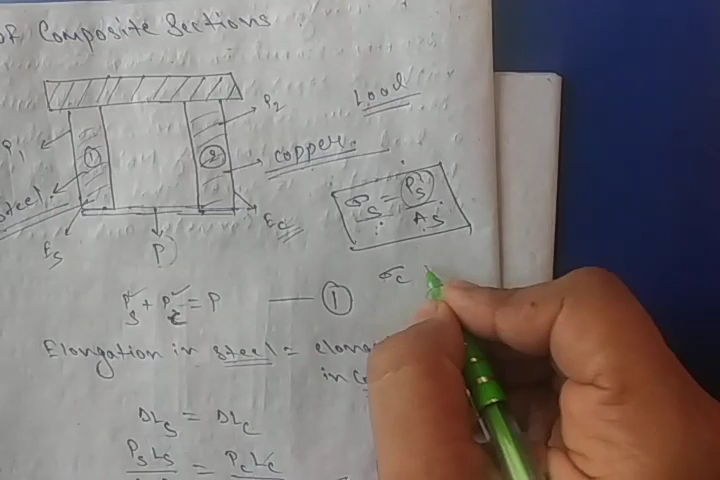 OF Composite Sections
P₁
P₂
Load
①
②
copper.
Steel.
σs = Ps / As
Es
P
Ec
σc
Ps + Pc = P — ①
Elongation in steel =
in
ΔLs = ΔLc
PsLs = PcLc